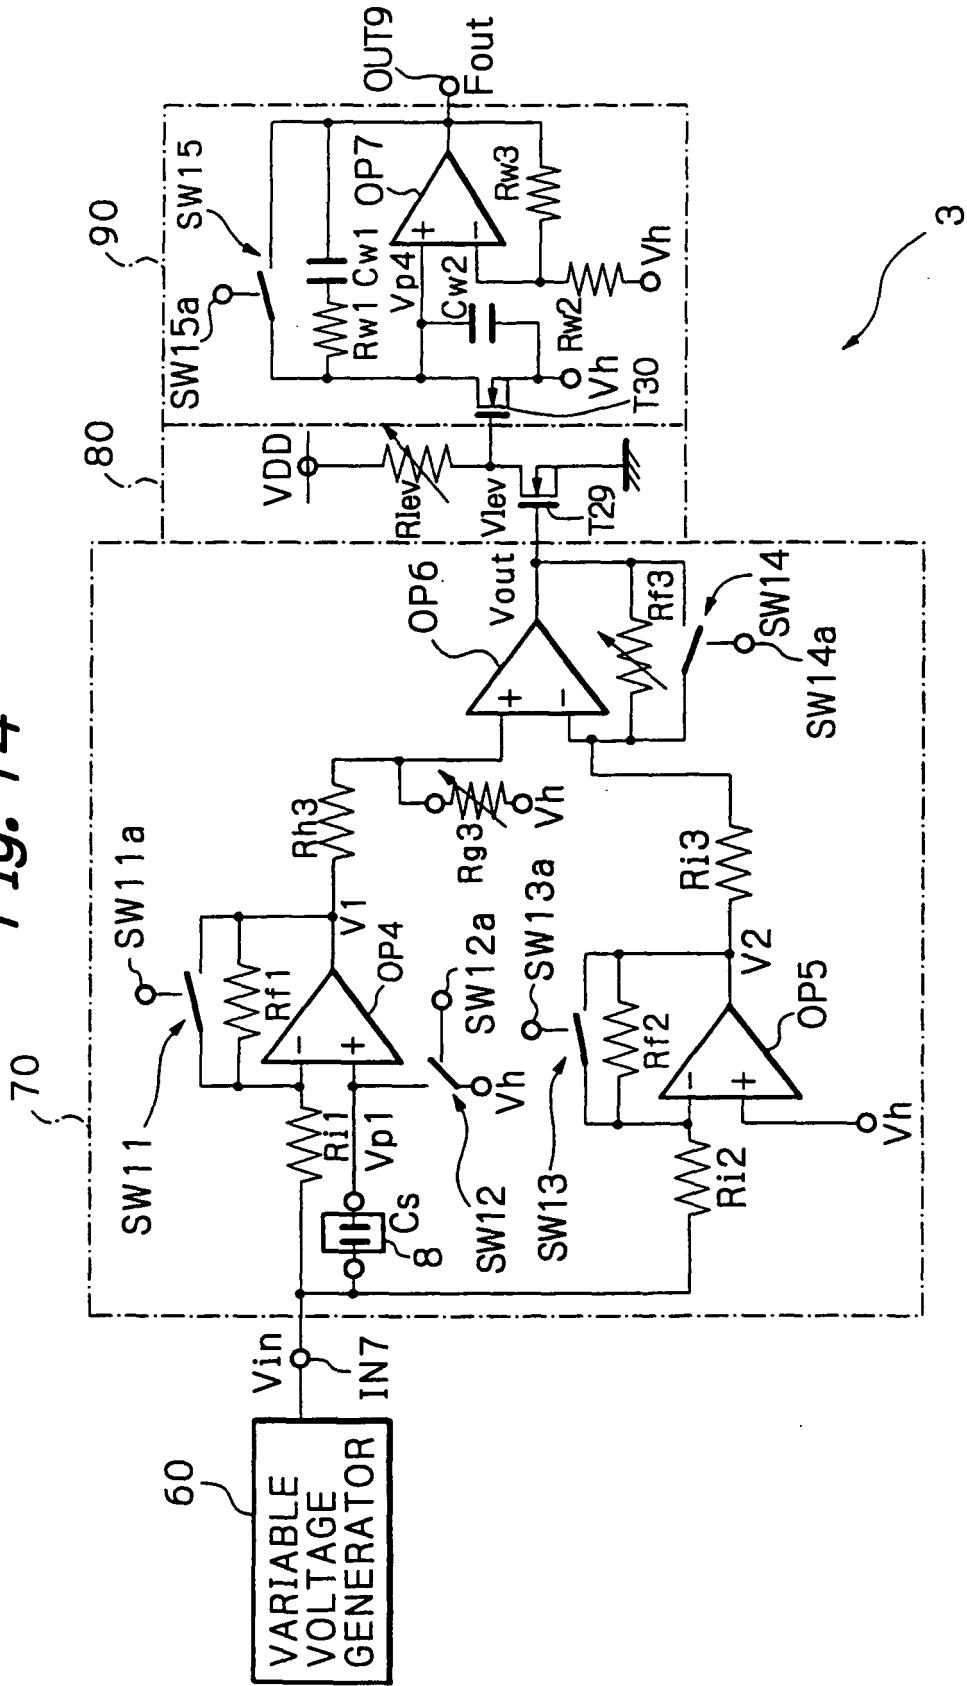 Fig. 14
3
60
VARIABLE
VOLTAGE
GENERATOR
Vin
IN7
70
SW11
SW11a
Rf1
Ri1
OP4
V1
Vp1
Cs
8
SW12
SW12a
Vh
Rh3
Rg3
Vh
SW13
SW13a
Rf2
Ri2
OP5
V2
Vh
Ri3
OP6
Vout
Rf3
SW14
SW14a
80
VDD
Rlev
Vlev
T29
90
SW15
SW15a
Rw1
Cw1
Vp4
Cw2
OP7
Rw3
Rw2
Vh
Vh
T30
OUT9
Fout
+
−
+
−
−
+
−
+